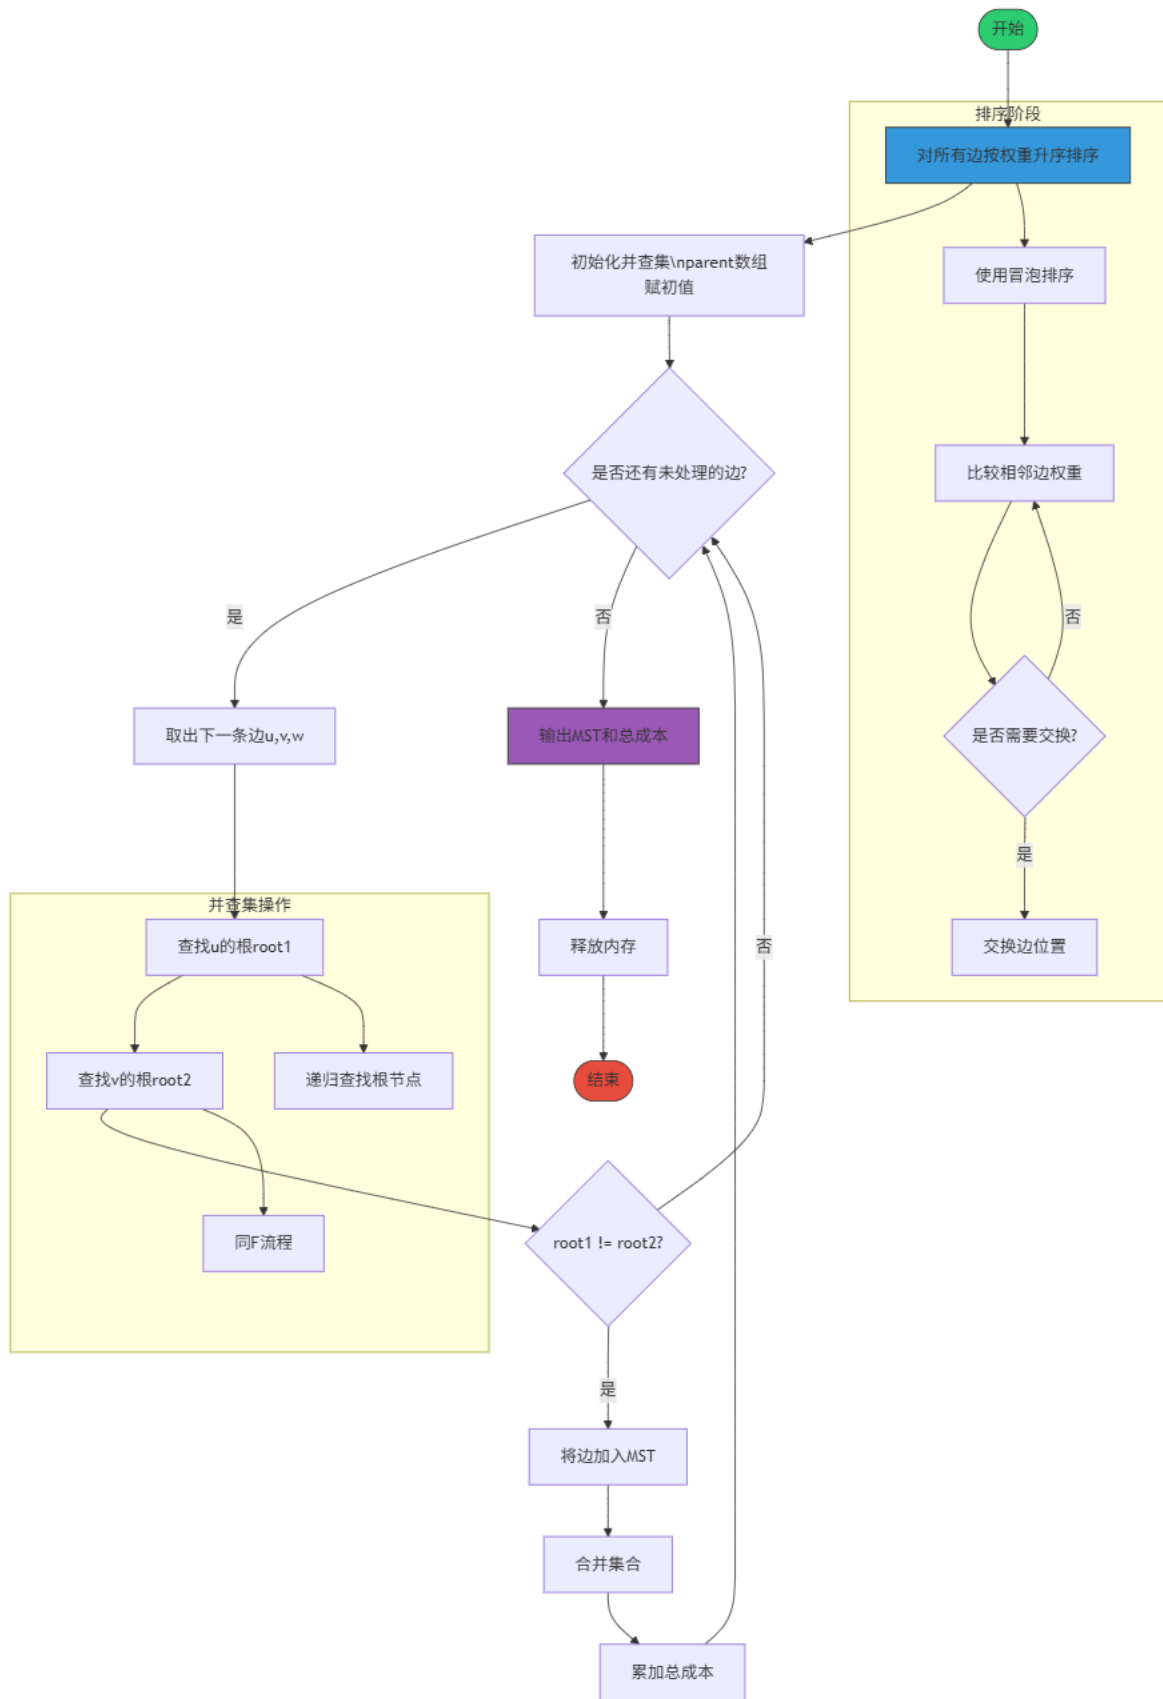 开始
排序阶段
对所有边按权重升序排序
初始化并查集\nparent数组
赋初值
使用冒泡排序
是否还有未处理的边?
比较相邻边权重
是
否
否
取出下一条边u,v,w
输出MST和总成本
是否需要交换?
是
并查集操作
查找u的根root1
释放内存
否
交换边位置
查找v的根root2
递归查找根节点
结束
同F流程
root1 != root2?
是
将边加入MST
合并集合
累加总成本